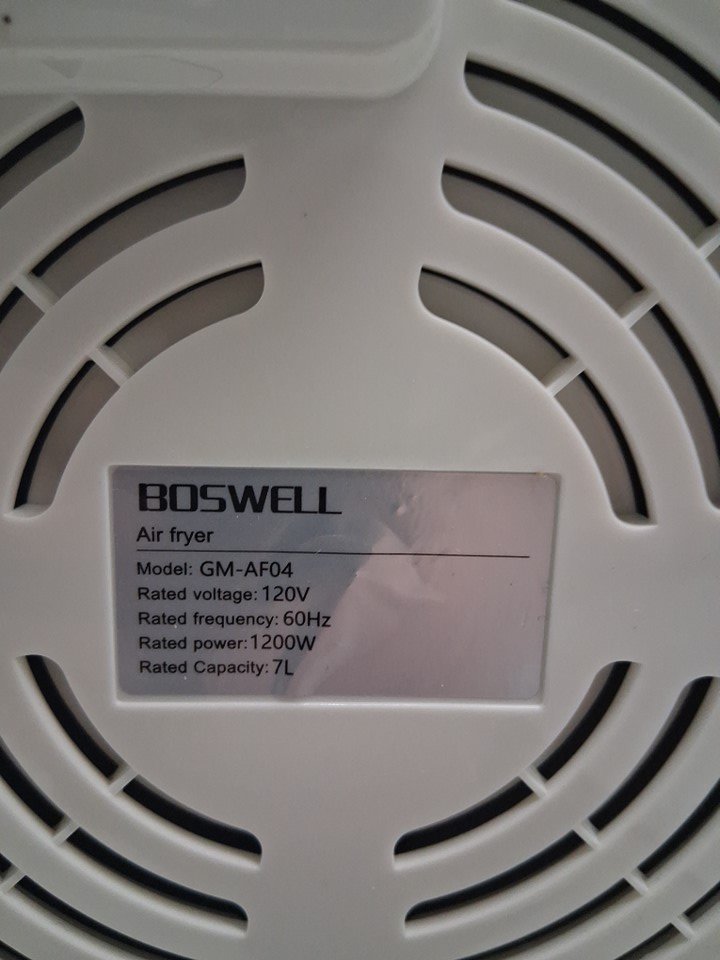 BOSWELL
Air fryer
Model: GM-AF04
Rated voltage: 120V
Rated frequency: 60Hz
Rated power: 1200W
Rated Capacity: 7L